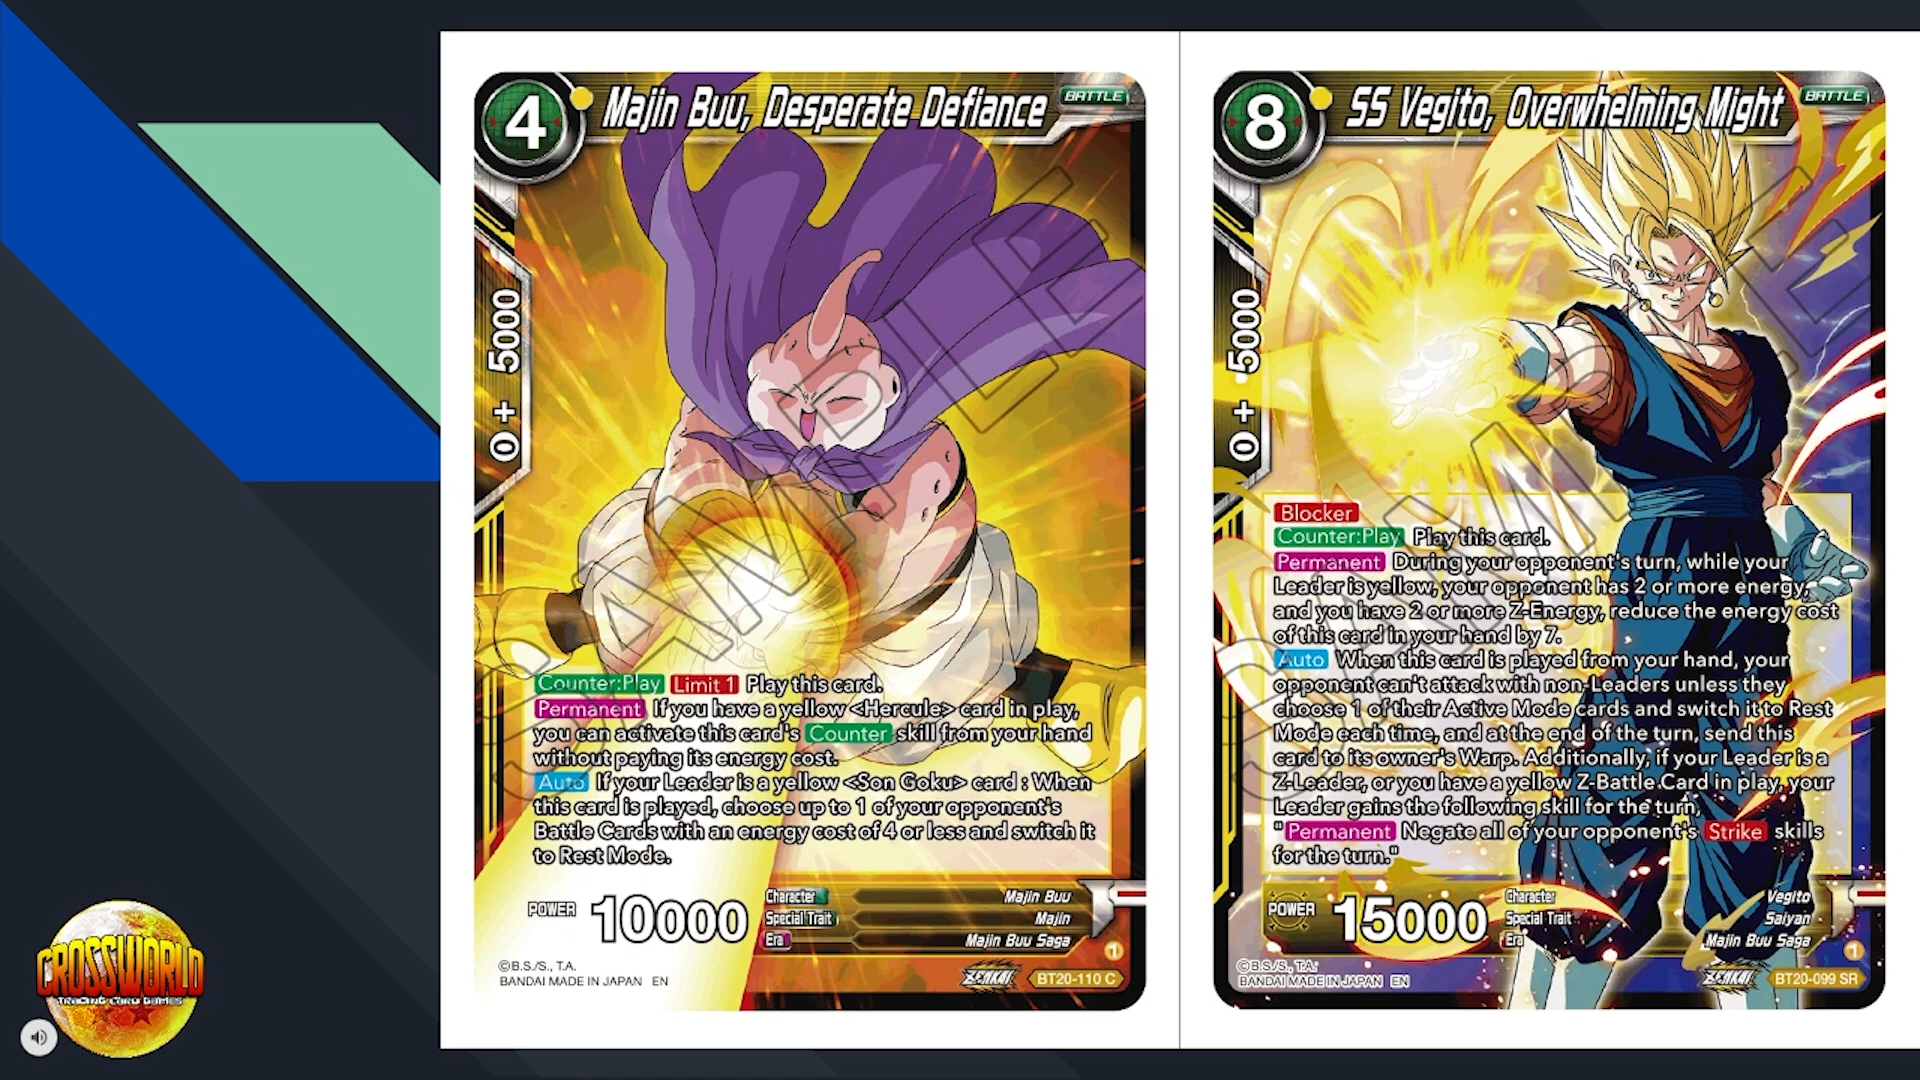 4
Majin Buu, Desperate Defiance
BATTLE
0 + 5000
SAMPLE
Counter:Play Limit 1 Play this card.
Permanent If you have a yellow <Hercule> card in play,
you can activate this card's Counter skill from your hand
without paying its energy cost.
Auto If your Leader is a yellow <Son Goku> card : When
this card is played, choose up to 1 of your opponent's
Battle Cards with an energy cost of 4 or less and switch it
to Rest Mode.
POWER 10000
Character Majin Buu
Special Trait Majin
Era Majin Buu Saga
1
©B.S./S., T.A.
BANDAI MADE IN JAPAN EN
ZENKAI
BT20-110 C
8
SS Vegito, Overwhelming Might
BATTLE
0 + 5000
SAMPLE
Blocker
Counter:Play Play this card.
Permanent During your opponent's turn, while your
Leader is yellow, your opponent has 2 or more energy,
and you have 2 or more Z-Energy, reduce the energy cost
of this card in your hand by 7.
Auto When this card is played from your hand, your
opponent can't attack with non-Leaders unless they
choose 1 of their Active Mode cards and switch it to Rest
Mode each time, and at the end of the turn, send this
card to its owner's Warp. Additionally, if your Leader is a
Z-Leader, or you have a yellow Z-Battle Card in play, your
Leader gains the following skill for the turn,
"Permanent Negate all of your opponent's Strike skills
for the turn."
POWER 15000
Character Vegito
Special Trait Saiyan
Era Majin Buu Saga
1
©B.S./S., T.A.
BANDAI MADE IN JAPAN EN
ZENKAI
BT20-099 SR
CROSSWORLD
TRADING CARD GAMES